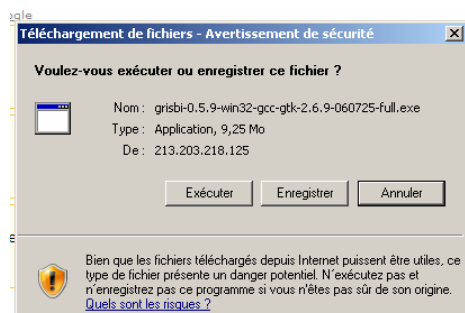 gle
Téléchargement de fichiers - Avertissement de sécurité
Voulez-vous exécuter ou enregistrer ce fichier ?
Nom : grisbi-0.5.9-win32-gcc-gtk-2.6.9-060725-full.exe
Type : Application, 9,25 Mo
De : 213.203.218.125
Exécuter Enregistrer Annuler
Bien que les fichiers téléchargés depuis Internet puissent être utiles, ce
type de fichier présente un danger potentiel. N´exécutez pas et
n´enregistrez pas ce programme si vous n'êtes pas sûr de son origine.
Quels sont les risques ?